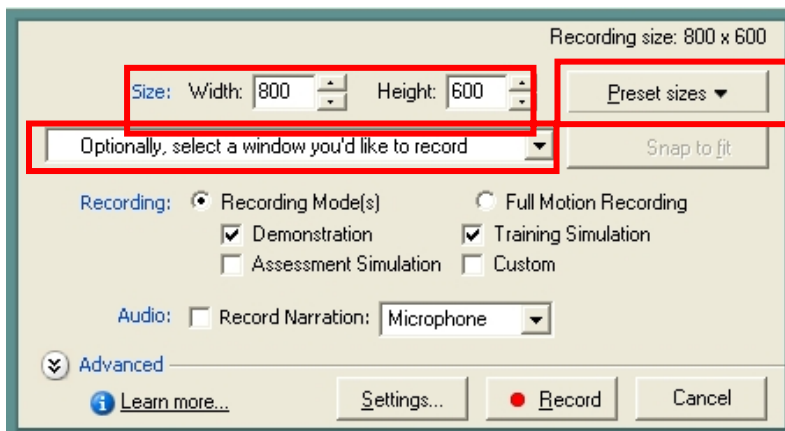 Recording size: 800 x 600
Size: Width: 800 Height: 600 Preset sizes
Optionally, select a window you'd like to record Snap to fit
Recording: Recording Mode(s) Full Motion Recording
Demonstration Training Simulation
Assessment Simulation Custom
Audio: Record Narration: Microphone
Advanced
Learn more... Settings... Record Cancel